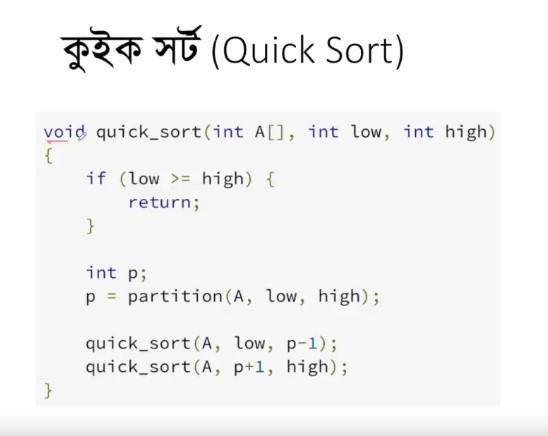 কুইক সর্ট (Quick Sort)
void quick_sort(int A[], int low, int high)
{
if (low >= high) {
return;
}
int p;
p = partition(A, low, high);
quick_sort(A, low, p-1);
quick_sort(A, p+1, high);
}